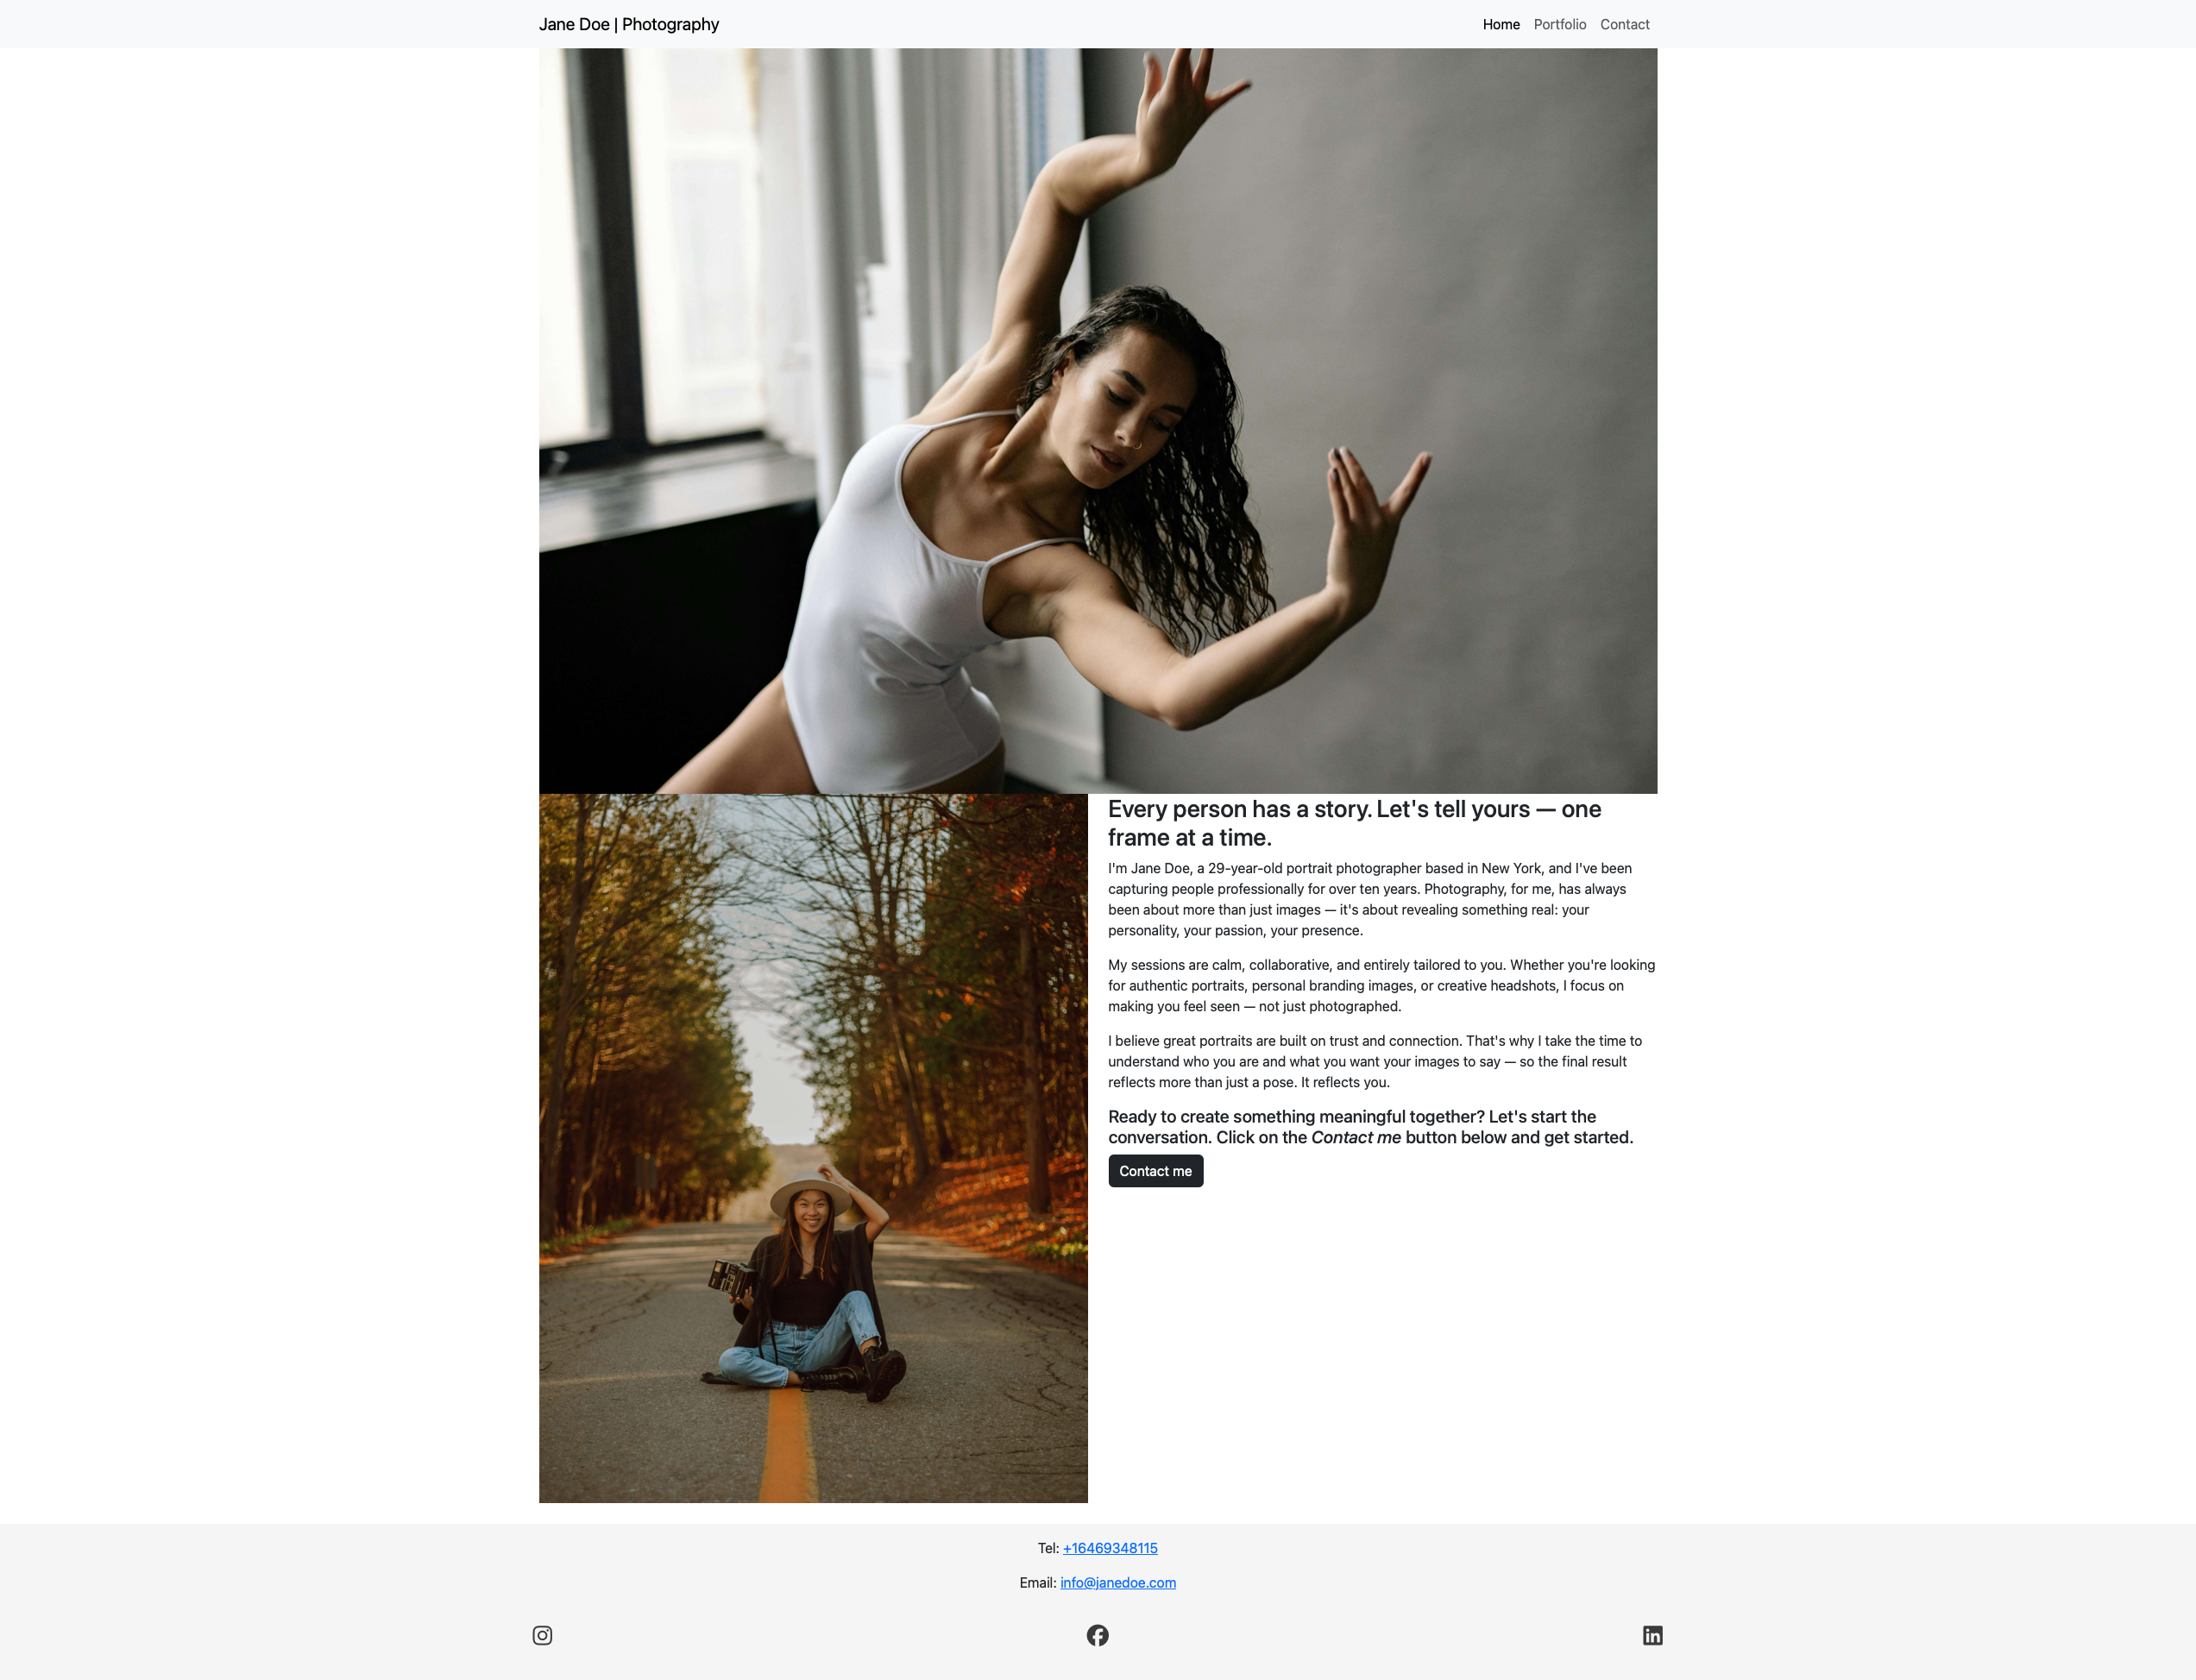 Jane Doe | Photography
Home Portfolio Contact
Every person has a story. Let's tell yours — one
frame at a time.
I'm Jane Doe, a 29-year-old portrait photographer based in New York, and I've been
capturing people professionally for over ten years. Photography, for me, has always
been about more than just images — it's about revealing something real: your
personality, your passion, your presence.
My sessions are calm, collaborative, and entirely tailored to you. Whether you're looking
for authentic portraits, personal branding images, or creative headshots, I focus on
making you feel seen — not just photographed.
I believe great portraits are built on trust and connection. That's why I take the time to
understand who you are and what you want your images to say — so the final result
reflects more than just a pose. It reflects you.
Ready to create something meaningful together? Let's start the
conversation. Click on the Contact me button below and get started.
Contact me
Tel: +16469348115
Email: info@janedoe.com